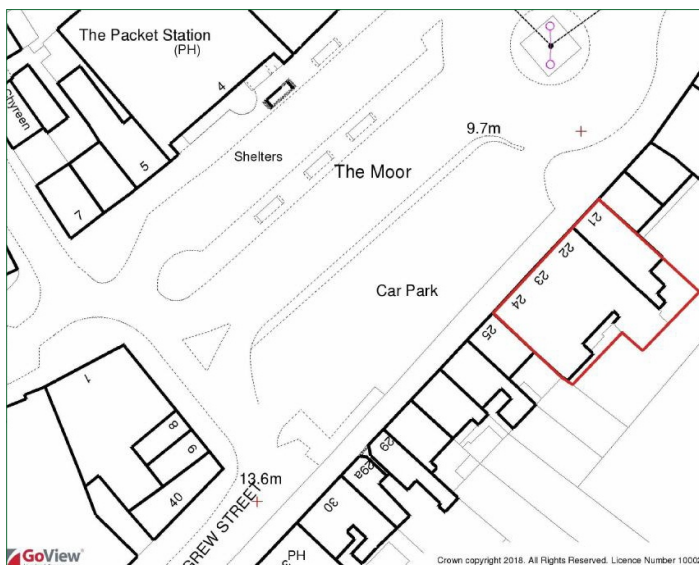 The Packet Station
(PH)
4
Chyreen
5
7
Shelters
The Moor
9.7m
Car Park
21
22
23
24
25
1
8
9
40
13.6m
GREW STREET
29
29a
30
PH
GoView
Crown copyright 2018. All Rights Reserved. Licence Number 10002